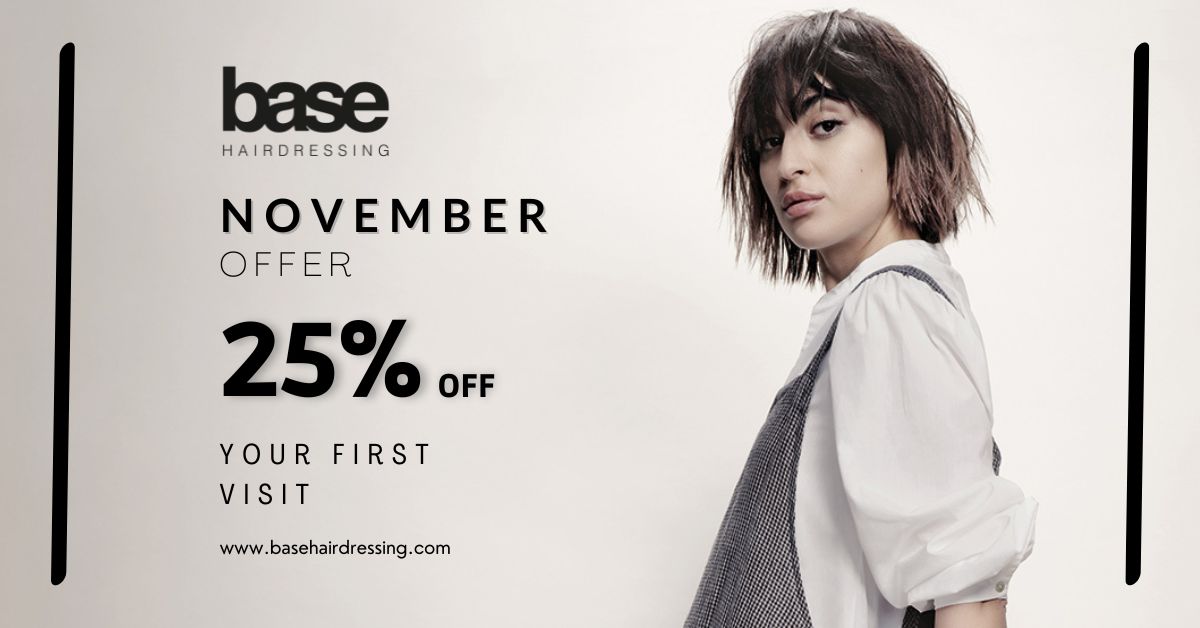 base
HAIRDRESSING
NOVEMBER
OFFER
25% OFF
YOUR FIRST
VISIT
www.basehairdressing.com